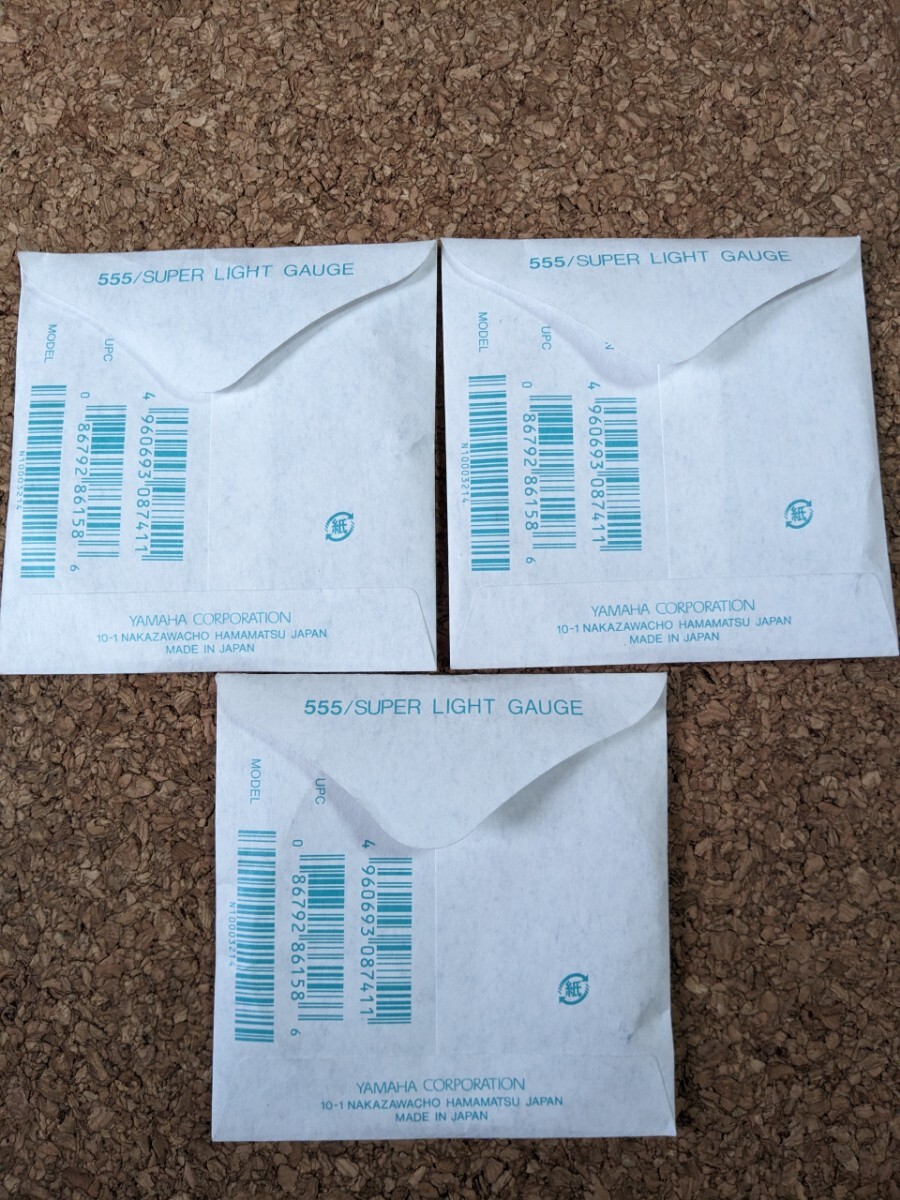 555/SUPER LIGHT GAUGE
MODEL
N10003214
UPC
0 86792 86158 6
4 960693 087411
紙
YAMAHA CORPORATION
10-1 NAKAZAWACHO HAMAMATSU JAPAN
MADE IN JAPAN
555/SUPER LIGHT GAUGE
MODEL
N10003214
UPC
0 86792 86158 6
4 960693 087411
紙
YAMAHA CORPORATION
10-1 NAKAZAWACHO HAMAMATSU JAPAN
MADE IN JAPAN
555/SUPER LIGHT GAUGE
MODEL
N10003214
UPC
0 86792 86158 6
4 960693 087411
紙
YAMAHA CORPORATION
10-1 NAKAZAWACHO HAMAMATSU JAPAN
MADE IN JAPAN